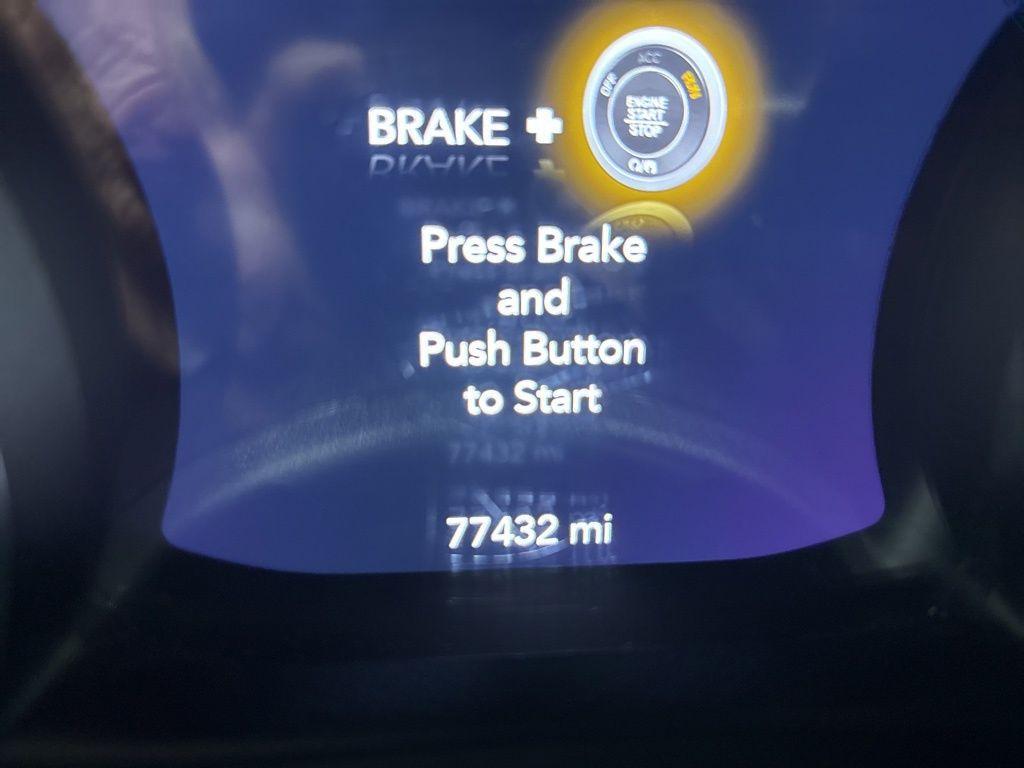 BRAKE +
ACC
OFF
RUN
ENGINE
START
STOP
Press Brake
and
Push Button
to Start
77432 mi